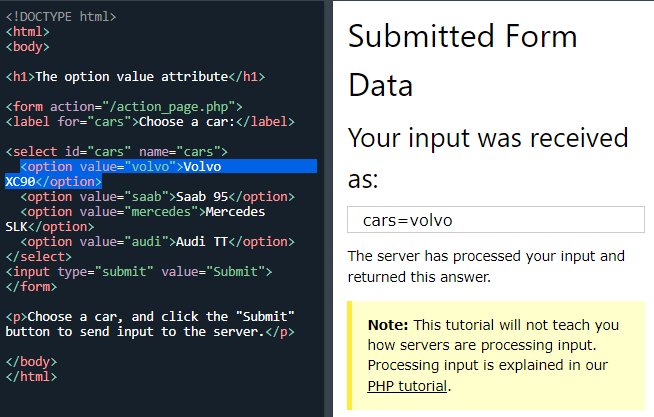 <!DOCTYPE html>
<html>
<body>
<h1>The option value attribute</h1>
<form action="/action_page.php">
<label for="cars">Choose a car:</label>
<select id="cars" name="cars">
<option value="volvo">Volvo
XC90</option>
<option value="saab">Saab 95</option>
<option value="mercedes">Mercedes
SLK</option>
<option value="audi">Audi TT</option>
</select>
<input type="submit" value="Submit">
</form>
<p>Choose a car, and click the "Submit"
button to send input to the server.</p>
</body>
</html>
Submitted Form
Data
Your input was received
as:
cars=volvo
The server has processed your input and
returned this answer.
Note: This tutorial will not teach you
how servers are processing input.
Processing input is explained in our
PHP tutorial.